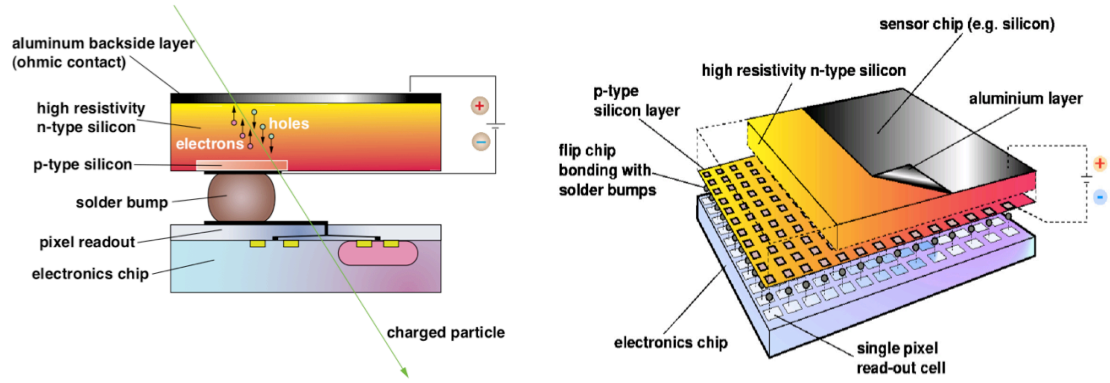 aluminum backside layer
(ohmic contact)
high resistivity
n-type silicon
holes
electrons
p-type silicon
solder bump
pixel readout
electronics chip
charged particle
+
−
sensor chip (e.g. silicon)
high resistivity n-type silicon
p-type
silicon layer
aluminium layer
flip chip
bonding with
solder bumps
+
-
electronics chip
single pixel
read-out cell